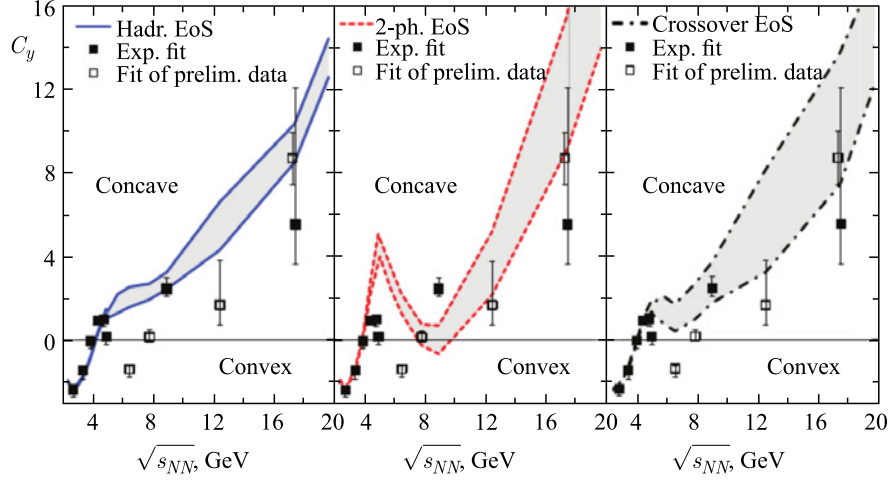 C_y
16
12
8
4
0
Hadr. EoS
Exp. fit
Fit of prelim. data
Concave
Convex
4 8 12 16 20
√s_NN, GeV
2-ph. EoS
Exp. fit
Fit of prelim. data
Concave
Convex
4 8 12 16 20
√s_NN, GeV
Crossover EoS
Exp. fit
Fit of prelim. data
Concave
Convex
4 8 12 16 20
√s_NN, GeV